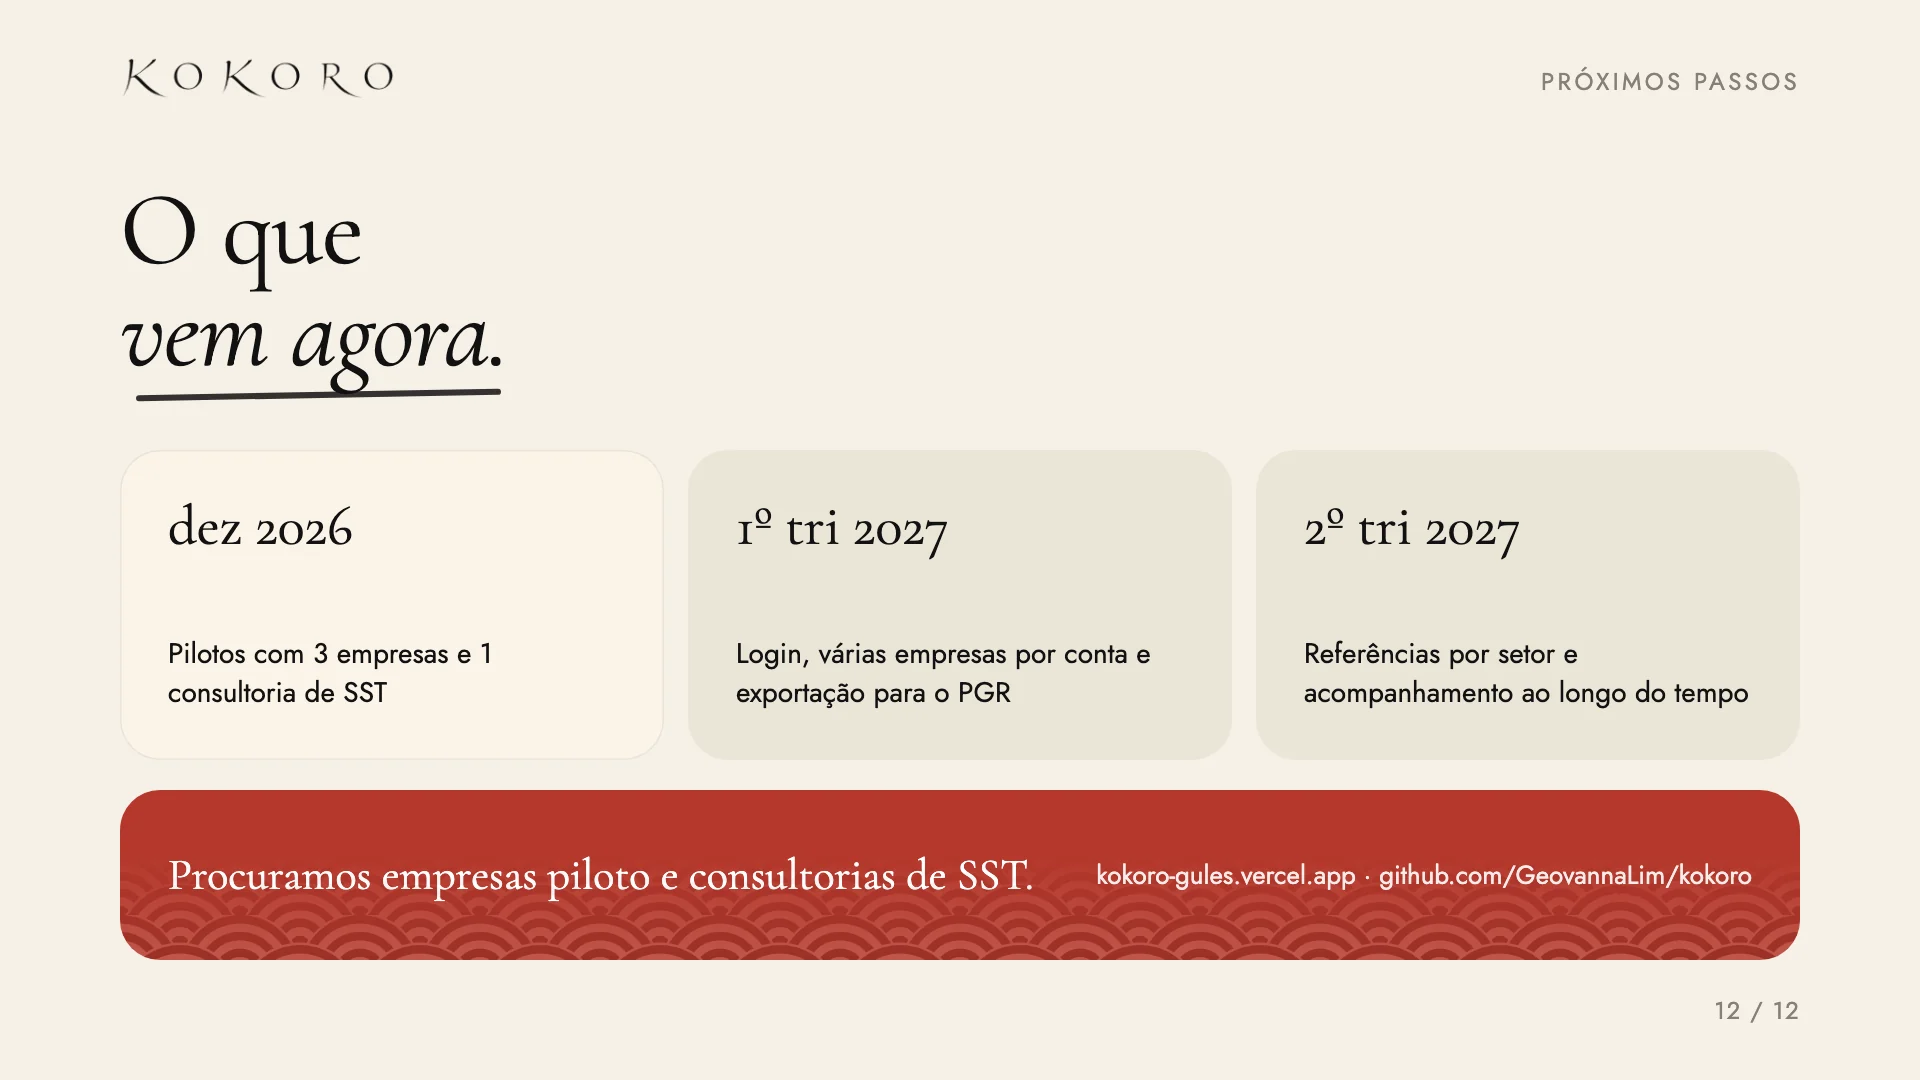 KOKORO
PRÓXIMOS PASSOS
O que
vem agora.
dez 2026
Pilotos com 3 empresas e 1
consultoria de SST
1º tri 2027
Login, várias empresas por conta e
exportação para o PGR
2º tri 2027
Referências por setor e
acompanhamento ao longo do tempo
Procuramos empresas piloto e consultorias de SST.
kokoro-gules.vercel.app · github.com/GeovannaLim/kokoro
12 / 12